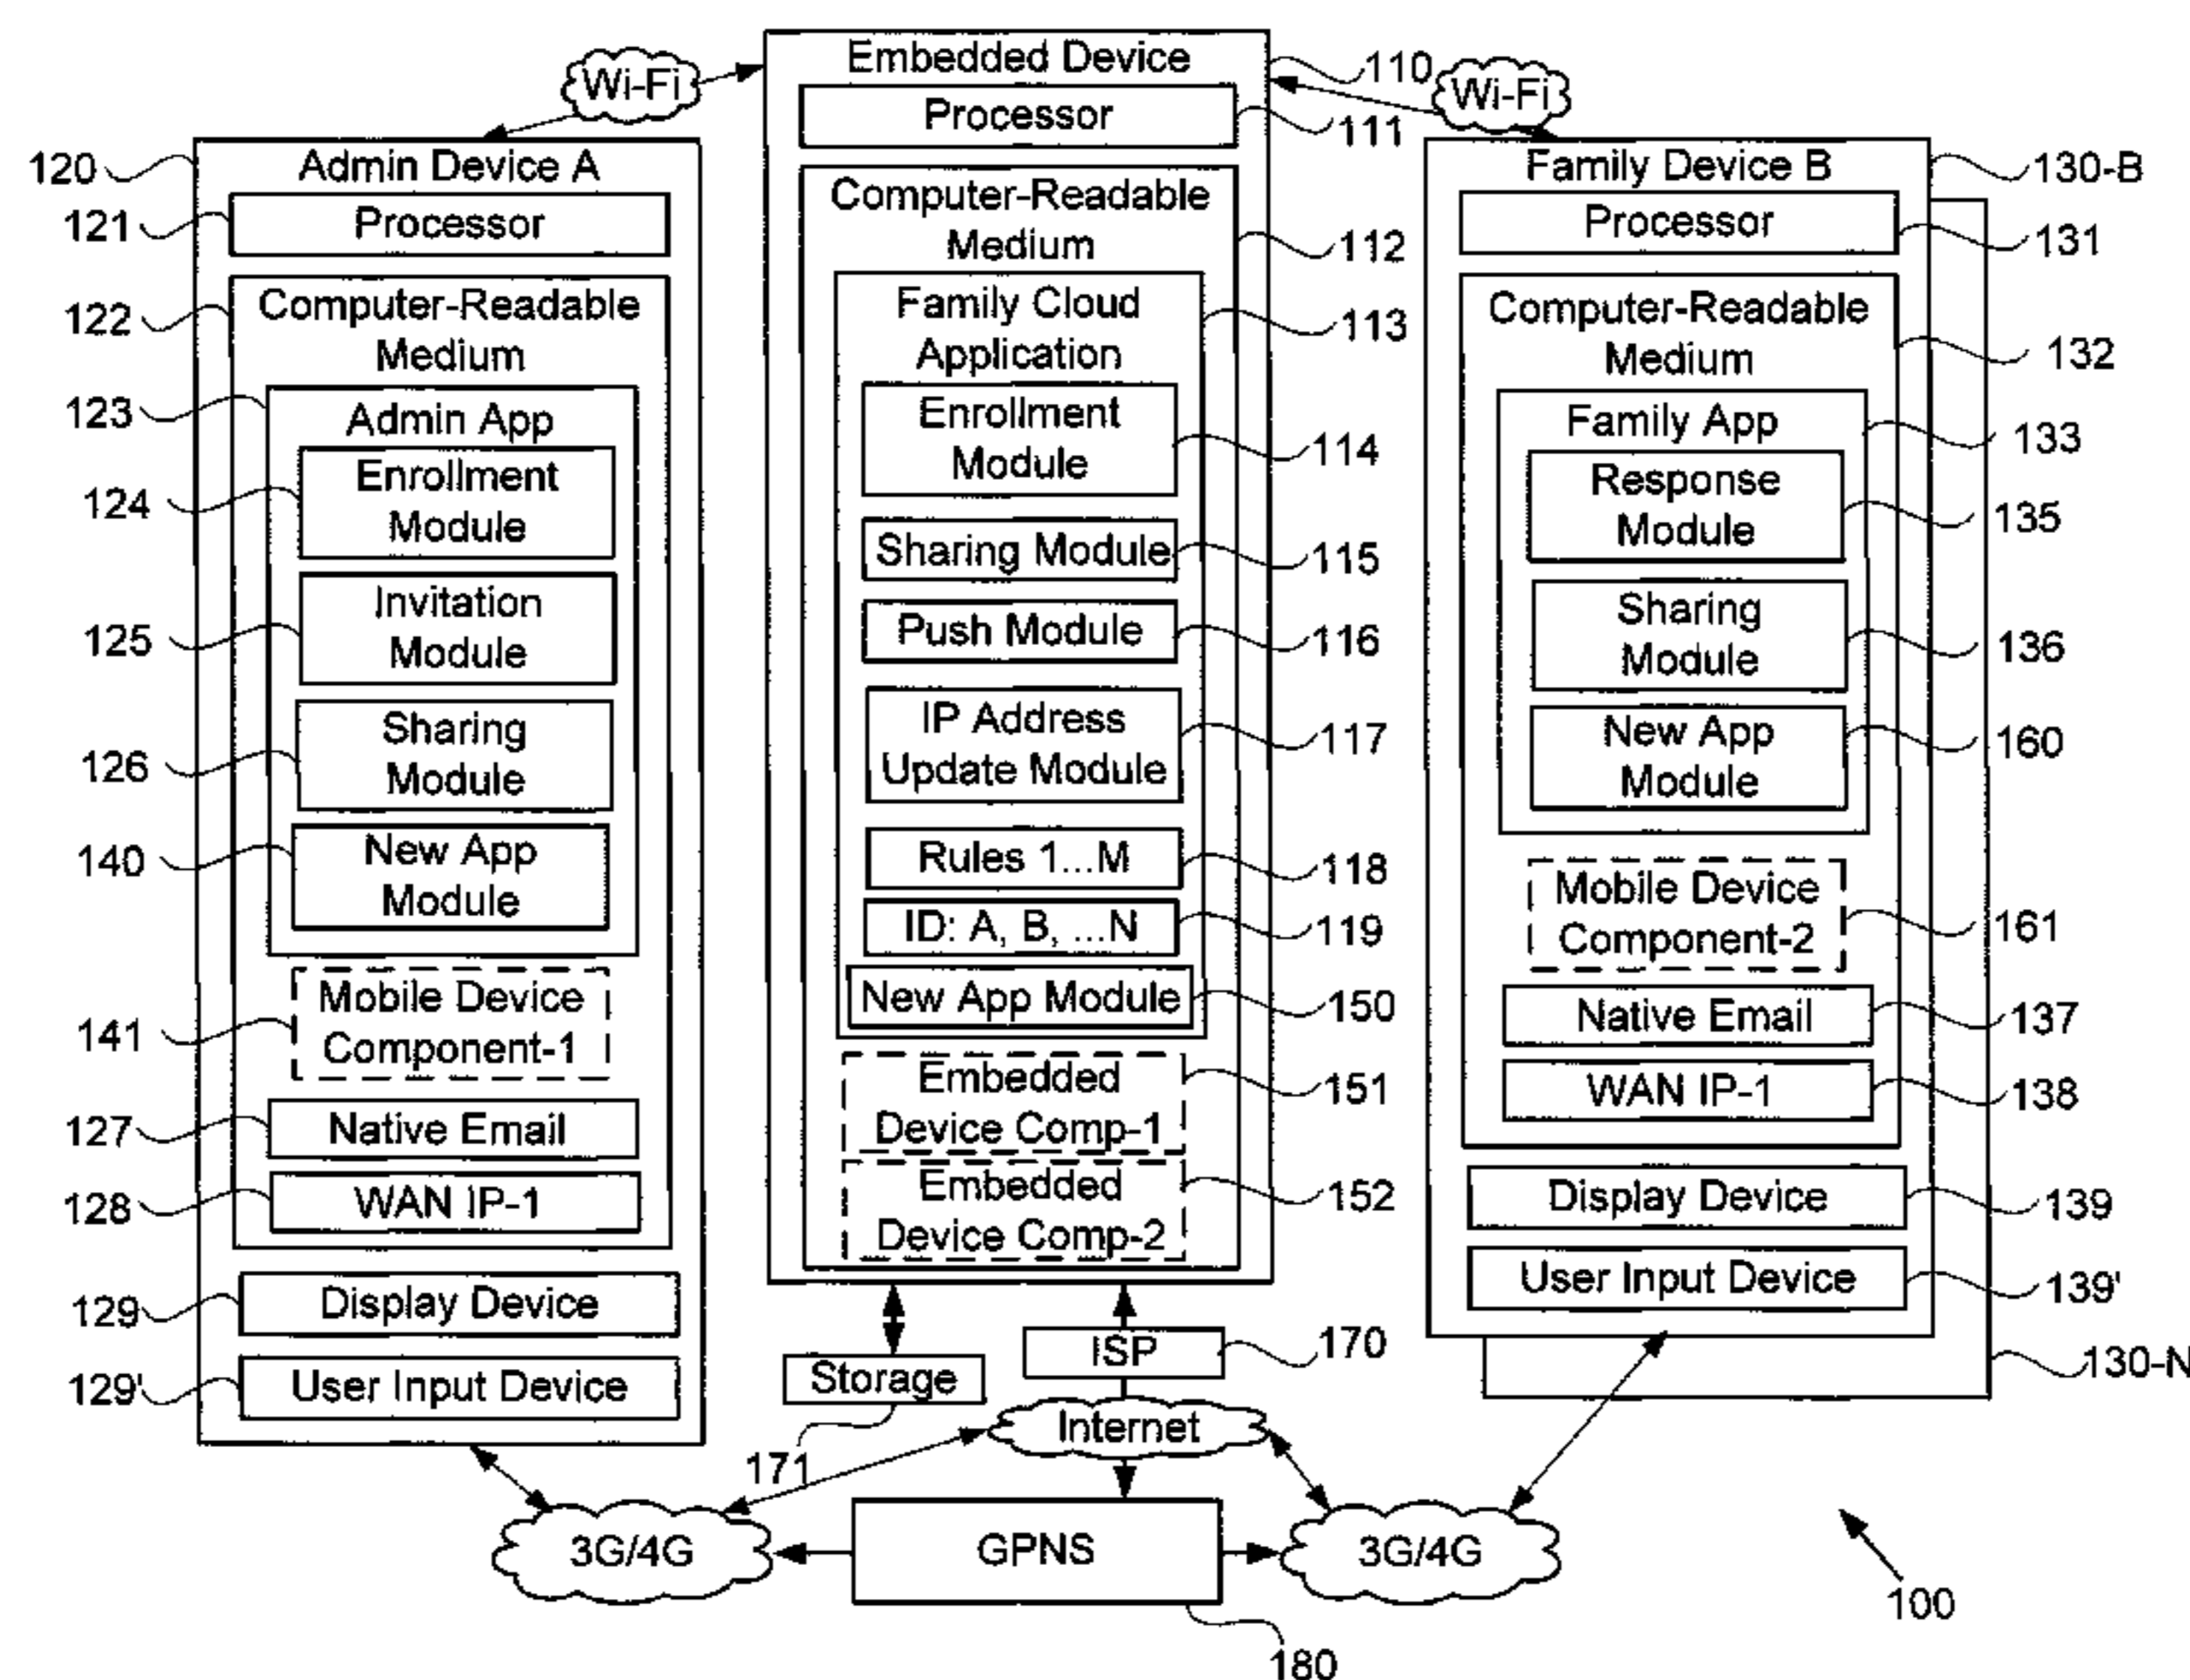 Wi-Fi
Embedded Device
110
Wi-Fi
Processor
111
120
Admin Device A
Family Device B
130-B
121
Processor
Computer-Readable
Medium
112
Processor
131
122
Computer-Readable
Medium
Family Cloud
Application
113
Computer-Readable
Medium
132
123
Admin App
Enrollment
Module
114
Family App
133
124
Enrollment
Module
Response
Module
135
Sharing Module
115
125
Invitation
Module
Push Module
116
Sharing
Module
136
126
Sharing
Module
IP Address
Update Module
117
New App
Module
160
140
New App
Module
Rules 1...M
118
Mobile Device
Component-2
161
ID: A, B, ...N
119
141
Mobile Device
Component-1
New App Module
150
Native Email
137
Embedded
Device Comp-1
151
WAN IP-1
138
127
Native Email
128
WAN IP-1
Embedded
Device Comp-2
152
Display Device
139
129
Display Device
User Input Device
139'
129'
User Input Device
Storage
ISP
170
130-N
171
Internet
3G/4G
GPNS
3G/4G
180
100